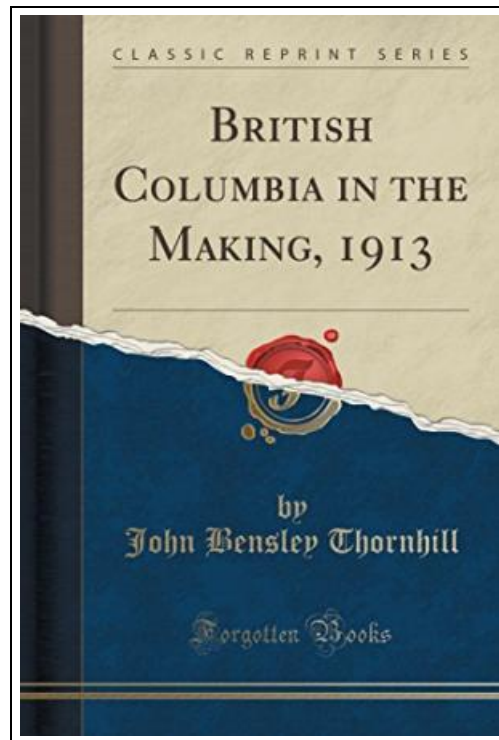 CLASSIC REPRINT SERIES
BRITISH
COLUMBIA IN THE
MAKING, 1913
by
John Bensley Thornhill
Forgotten Books